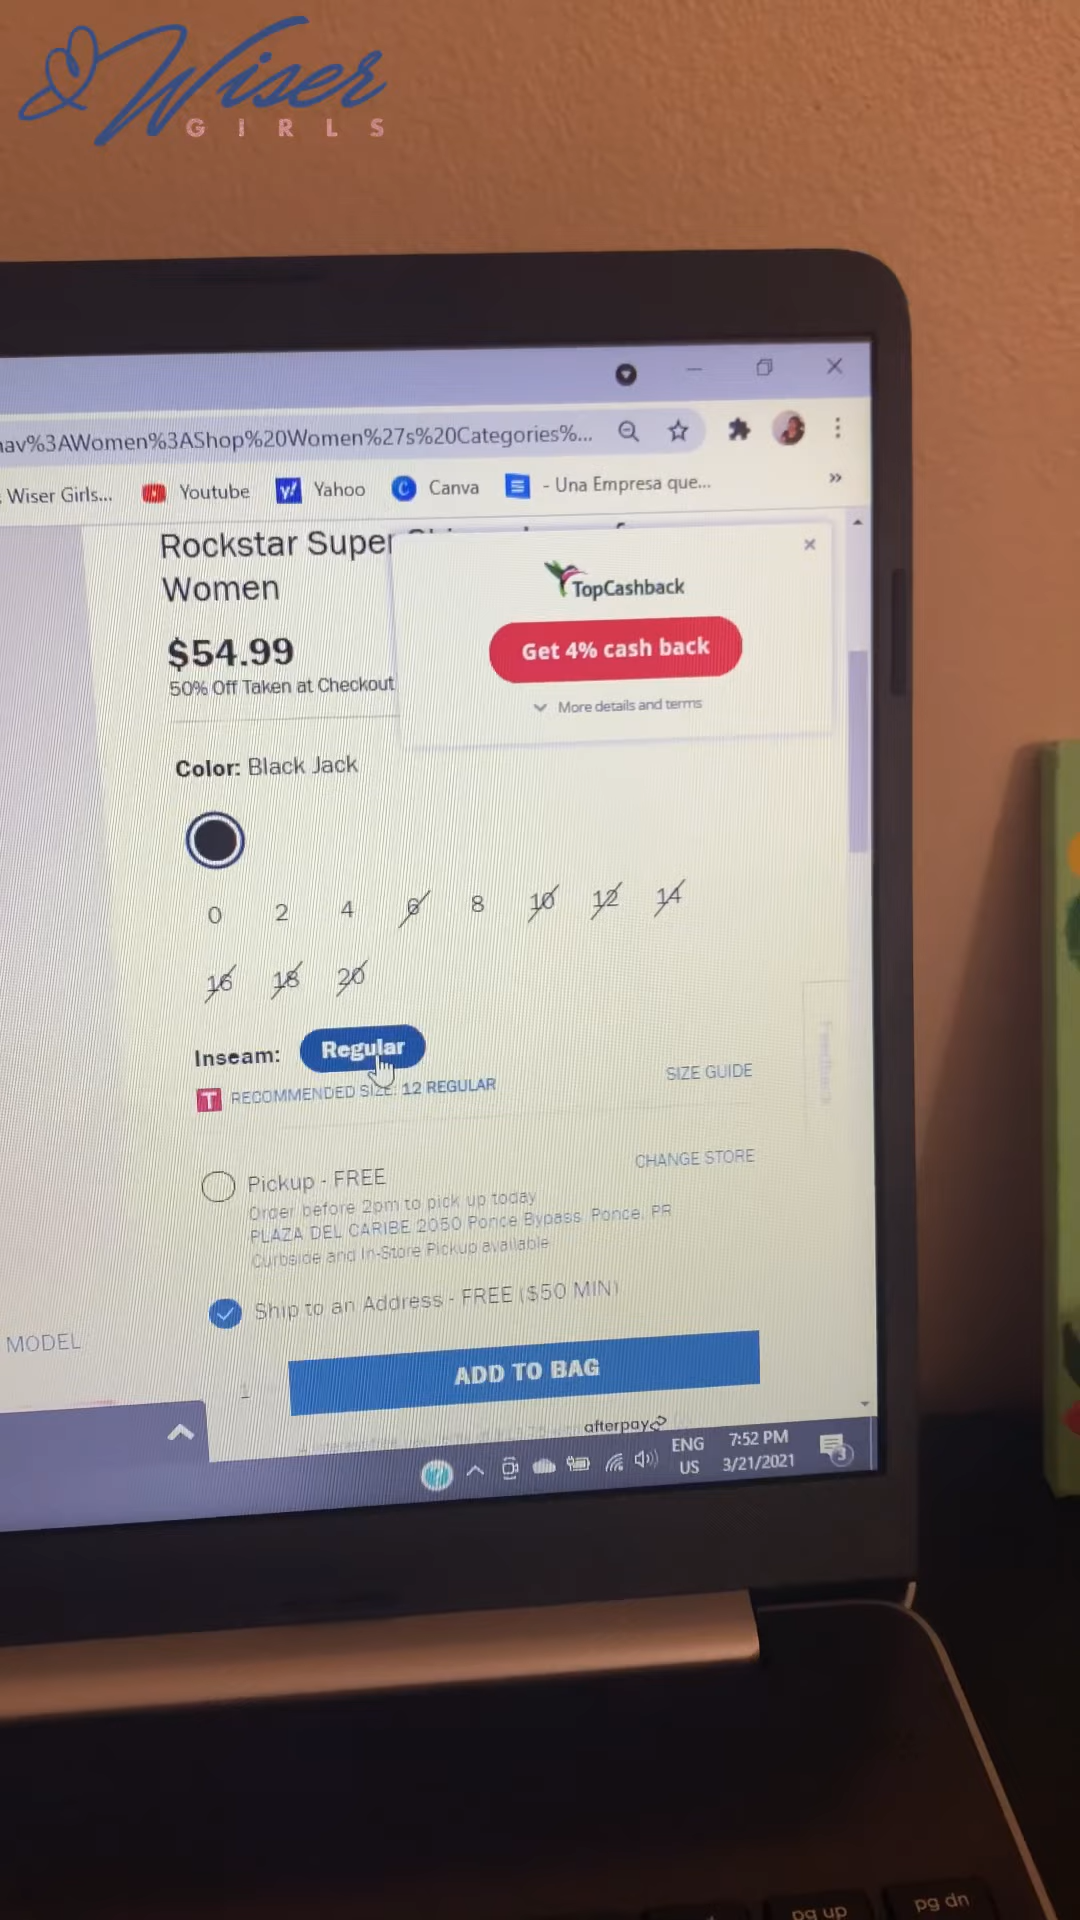 Wiser
GIRLS
nav%3AWomen%3AShop%20Women%27s%20Categories%...
Wiser Girls...
Youtube
Yahoo
Canva
- Una Empresa que...
Rockstar Super
Women
$54.99
50% Off Taken at Checkout
TopCashback
Get 4% cash back
More details and terms
Color: Black Jack
0 2 4 6 8 10 12 14
16 18 20
Inseam: Regular
T RECOMMENDED SIZE: 12 REGULAR
SIZE GUIDE
Feedback
Pickup - FREE
CHANGE STORE
Order before 2pm to pick up today
PLAZA DEL CARIBE 2050 Ponce Bypass, Ponce, PR
Curbside and In-Store Pickup available
Ship to an Address - FREE ($50 MIN)
MODEL
1
ADD TO BAG
afterpay
ENG
US
7:52 PM
3/21/2021
3
pg up
pg dn